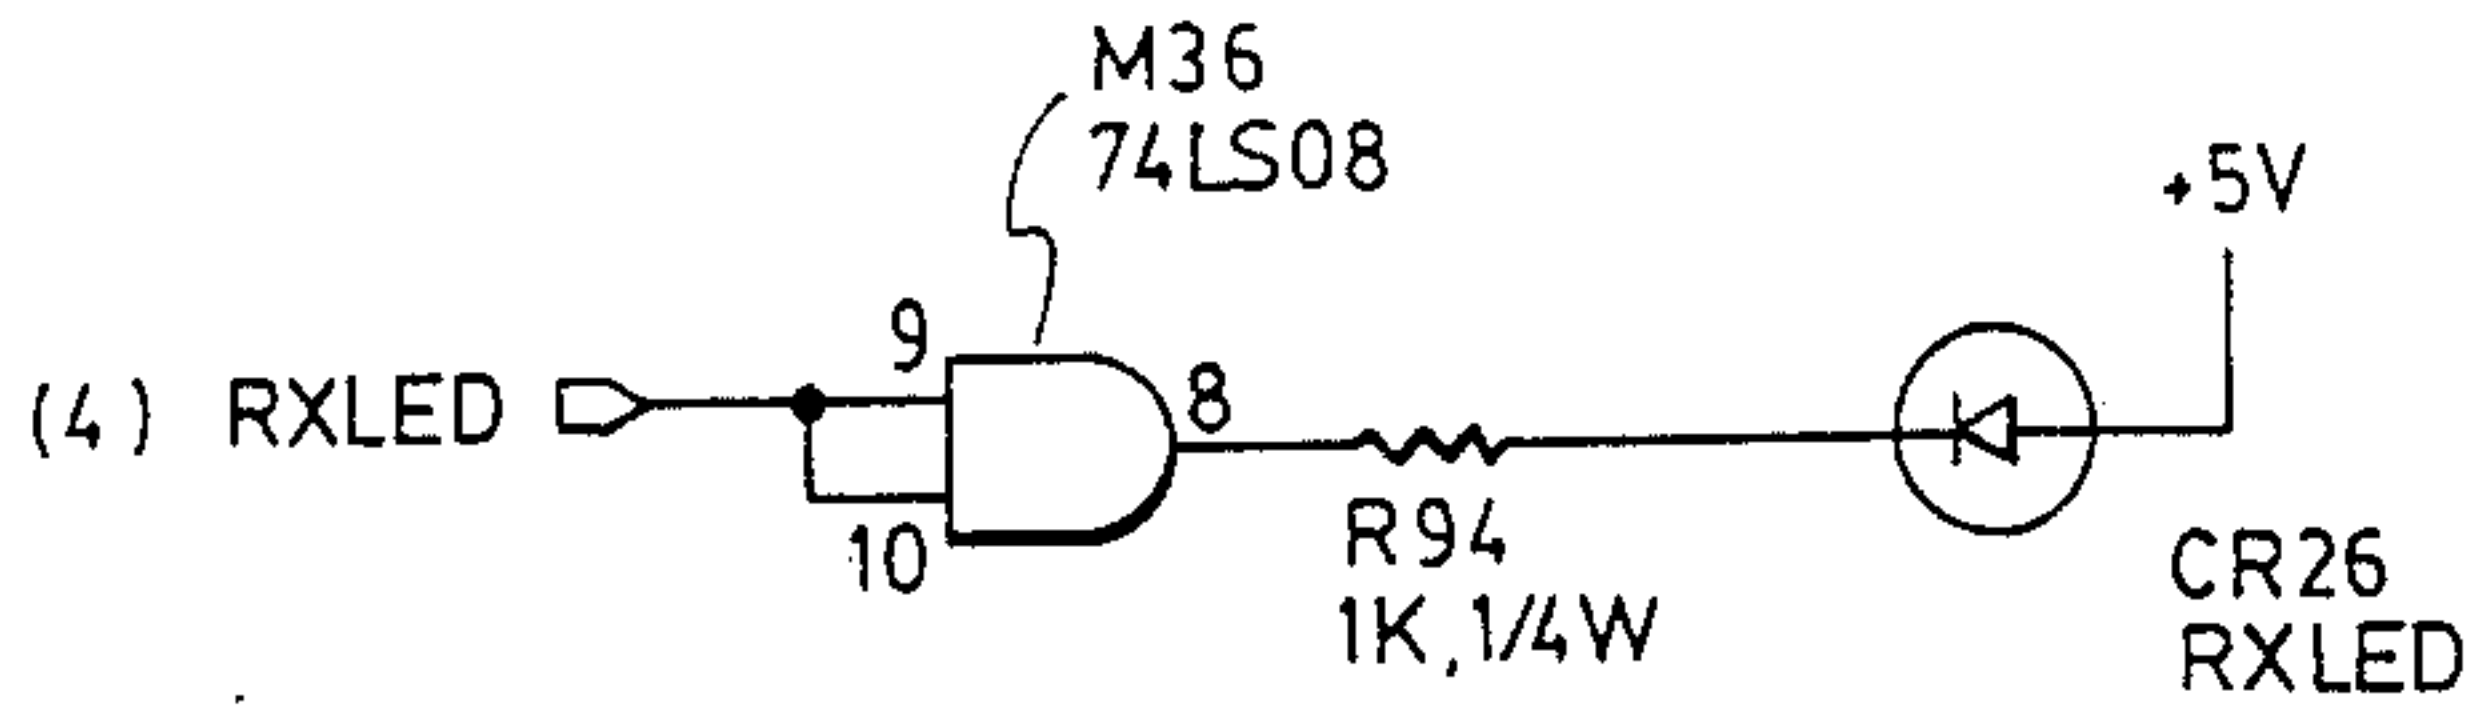 M36
74LS08
+5V
9
(4) RXLED
8
10
R94
1K, 1/4W
CR26
RXLED